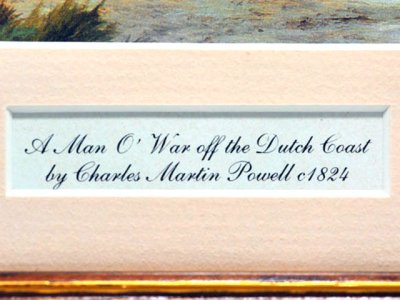 A Man O' War off the Dutch Coast
by Charles Martin Powell c1824